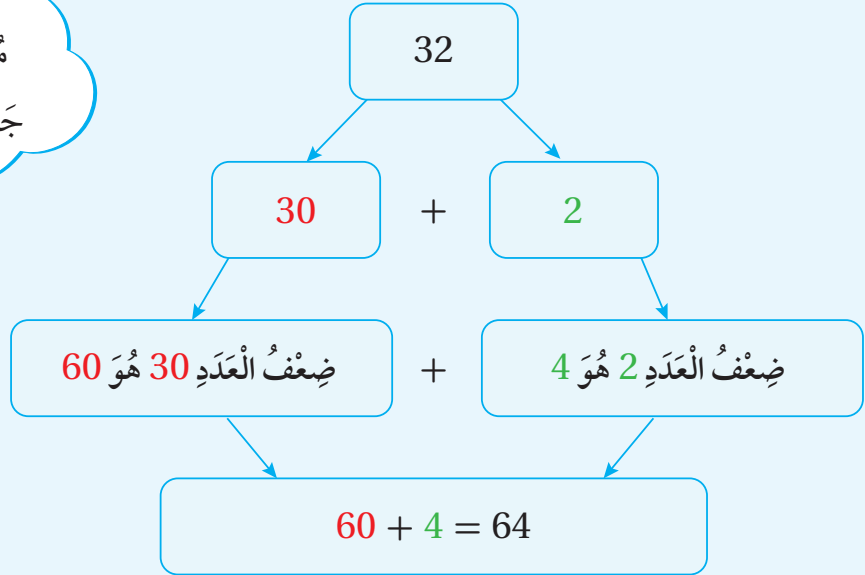 32
30 + 2
ضِعْفُ الْعَدَدِ 30 هُوَ 60 + ضِعْفُ الْعَدَدِ 2 هُوَ 4
60 + 4 = 64